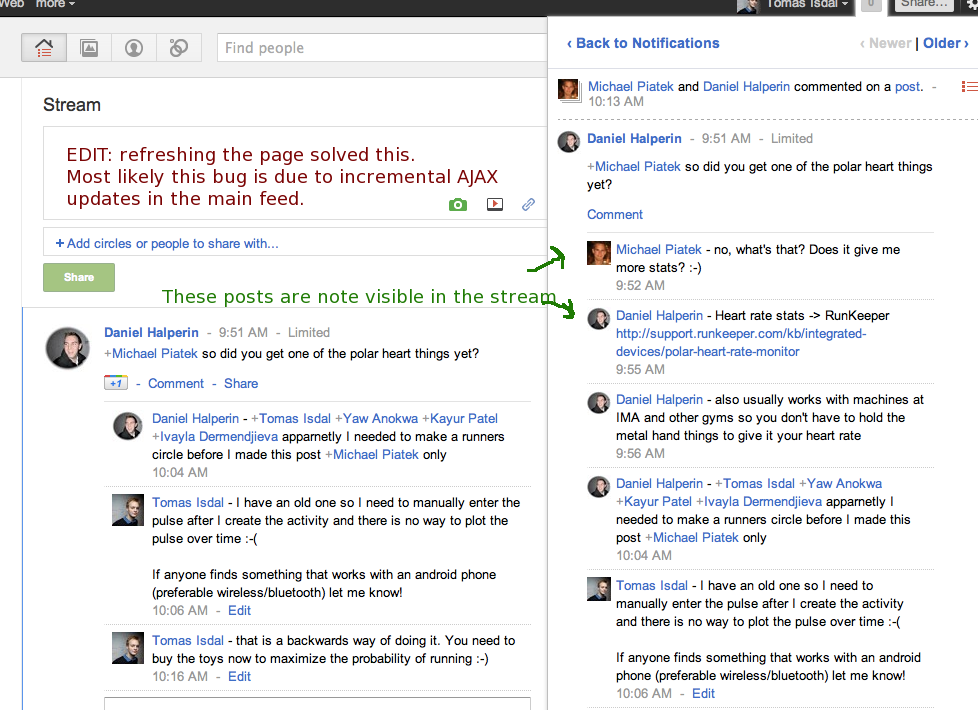 Web more
Tomas Isdal
0
Share...
Find people
‹ Back to Notifications
‹ Newer | Older ›
Stream
EDIT: refreshing the page solved this.
Most likely this bug is due to incremental AJAX
updates in the main feed.
+ Add circles or people to share with...
Share
These posts are note visible in the stream
Daniel Halperin - 9:51 AM - Limited
+Michael Piatek so did you get one of the polar heart things yet?
+1 - Comment - Share
Daniel Halperin - +Tomas Isdal +Yaw Anokwa +Kayur Patel
+Ivayla Dermendjieva apparnetly I needed to make a runners
circle before I made this post +Michael Piatek only
10:04 AM
Tomas Isdal - I have an old one so I need to manually enter the
pulse after I create the activity and there is no way to plot the
pulse over time :-(
If anyone finds something that works with an android phone
(preferable wireless/bluetooth) let me know!
10:06 AM - Edit
Tomas Isdal - that is a backwards way of doing it. You need to
buy the toys now to maximize the probability of running :-)
10:16 AM - Edit
Michael Piatek and Daniel Halperin commented on a post. -
10:13 AM
Daniel Halperin - 9:51 AM - Limited
+Michael Piatek so did you get one of the polar heart things
yet?
Comment
Michael Piatek - no, what's that? Does it give me
more stats? :-)
9:52 AM
Daniel Halperin - Heart rate stats -> RunKeeper
http://support.runkeeper.com/kb/integrated-
devices/polar-heart-rate-monitor
9:55 AM
Daniel Halperin - also usually works with machines at
IMA and other gyms so you don't have to hold the
metal hand things to give it your heart rate
9:56 AM
Daniel Halperin - +Tomas Isdal +Yaw Anokwa
+Kayur Patel +Ivayla Dermendjieva apparnetly I
needed to make a runners circle before I made this
post +Michael Piatek only
10:04 AM
Tomas Isdal - I have an old one so I need to
manually enter the pulse after I create the activity
and there is no way to plot the pulse over time :-(
If anyone finds something that works with an android
phone (preferable wireless/bluetooth) let me know!
10:06 AM - Edit